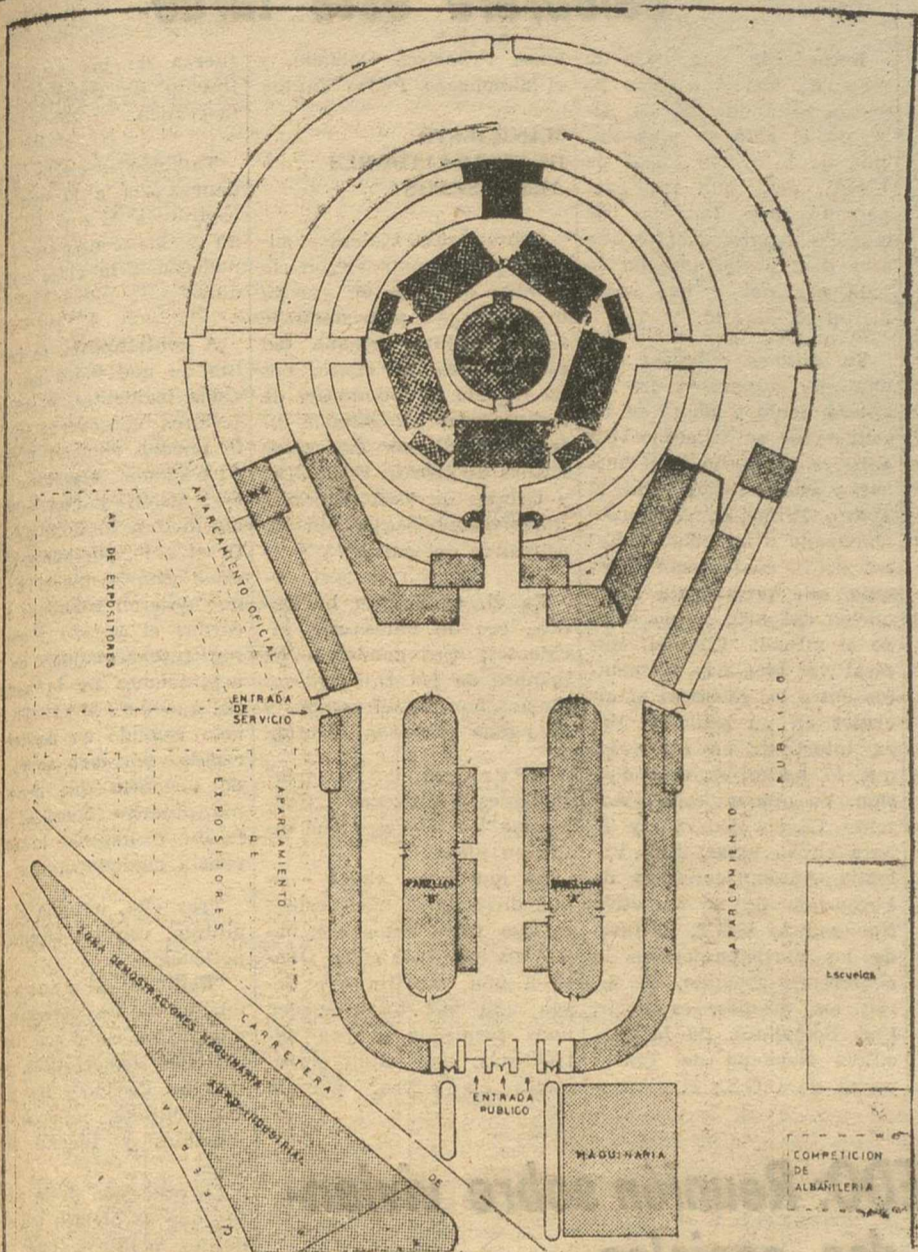 W.C.
APARCAMIENTO OFICIAL
AP. DE EXPOSITORES
ENTRADA
DE
SERVICIO
APARCAMIENTO
DE
EXPOSITORES
PUBLICO
APARCAMIENTO
PABELLON
"B"
PABELLON
"A"
Escuelas
ZONA DEMOSTRACIONES MAQUINARIA
AGRO-INDUSTRIAL
CARRETERA
DE
ENTRADA
PUBLICO
MAQUINARIA
COMPETICION
DE
ALBAÑILERIA